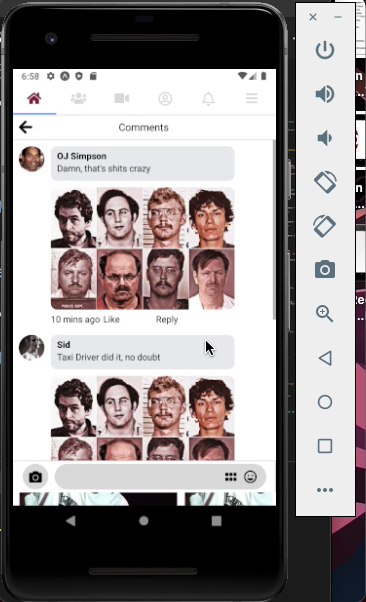 6:58
Comments
OJ Simpson
Damn, that's shits crazy
10 mins ago Like Reply
Sid
Taxi Driver did it, no doubt